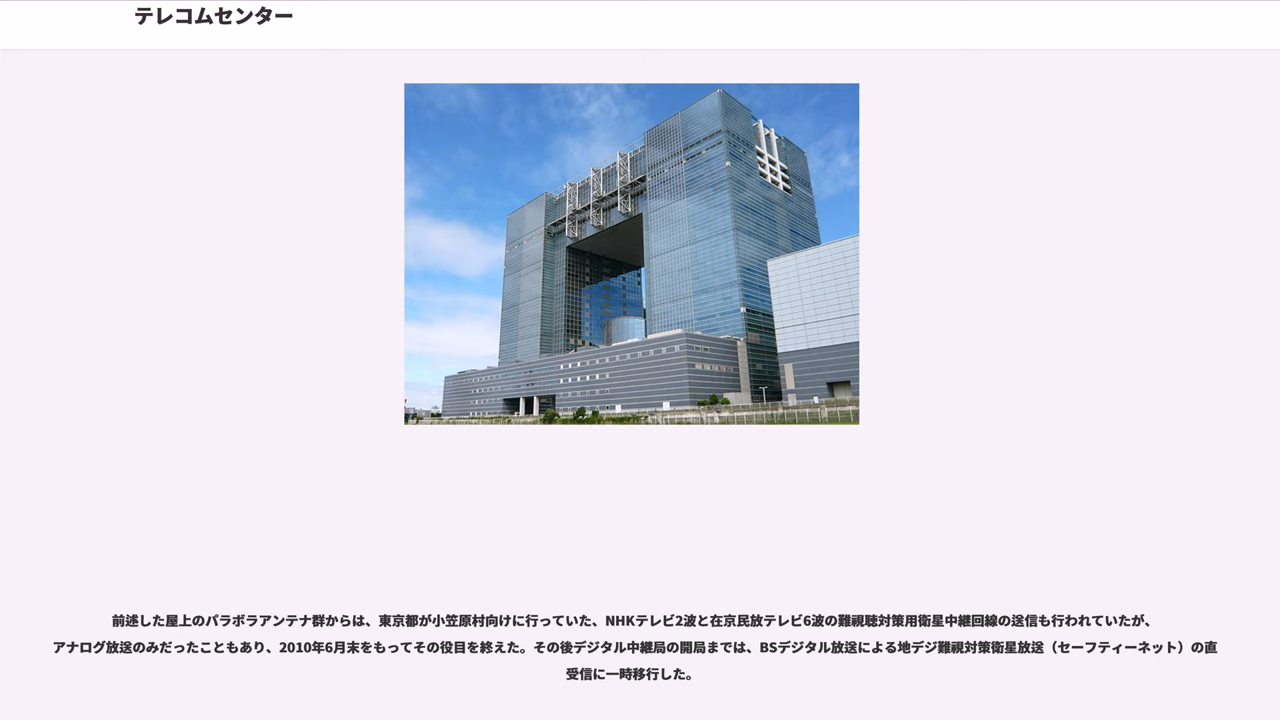 テレコムセンター
前述した屋上のパラボラアンテナ群からは、東京都が小笠原村向けに行っていた、NHKテレビ2波と在京民放テレビ6波の難視聴対策用衛星中継回線の送信も行われていたが、
アナログ放送のみだったこともあり、2010年6月末をもってその役目を終えた。その後デジタル中継局の開局までは、BSデジタル放送による地デジ難視対策衛星放送（セーフティーネット）の直
受信に一時移行した。